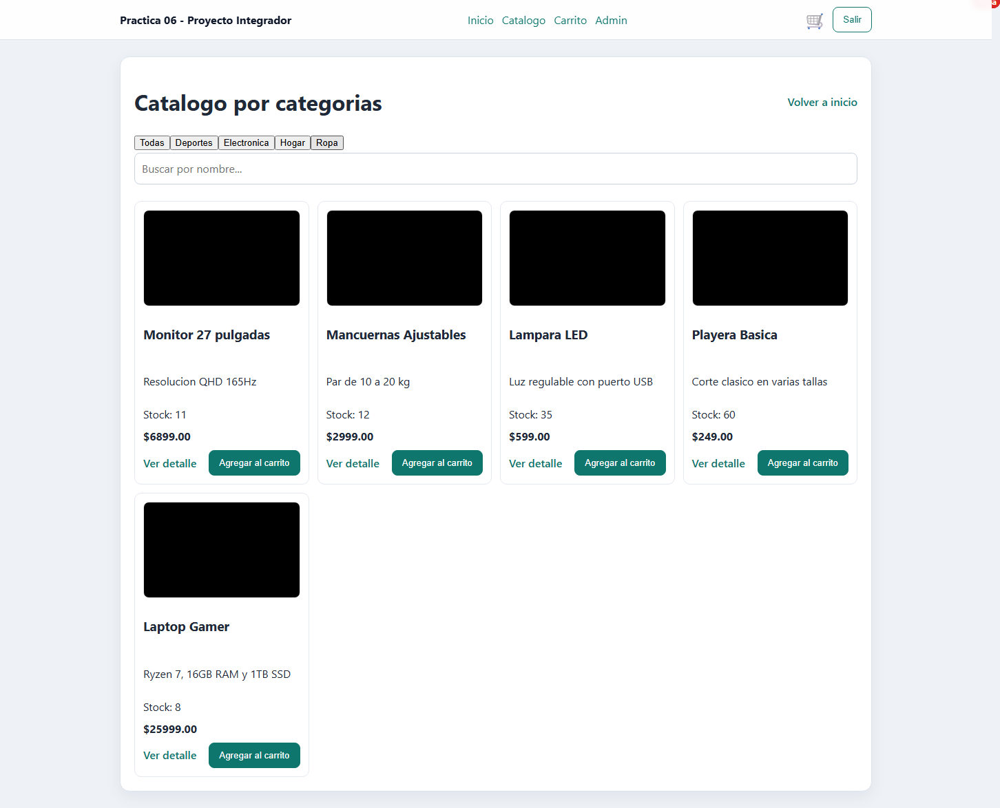 Practica 06 - Proyecto Integrador
Inicio Catalogo Carrito Admin
Salir
Catalogo por categorias
Volver a inicio
Todas Deportes Electronica Hogar Ropa
Buscar por nombre...
Monitor 27 pulgadas
Resolucion QHD 165Hz
Stock: 11
$6899.00
Ver detalle Agregar al carrito
Mancuernas Ajustables
Par de 10 a 20 kg
Stock: 12
$2999.00
Ver detalle Agregar al carrito
Lampara LED
Luz regulable con puerto USB
Stock: 35
$599.00
Ver detalle Agregar al carrito
Playera Basica
Corte clasico en varias tallas
Stock: 60
$249.00
Ver detalle Agregar al carrito
Laptop Gamer
Ryzen 7, 16GB RAM y 1TB SSD
Stock: 8
$25999.00
Ver detalle Agregar al carrito